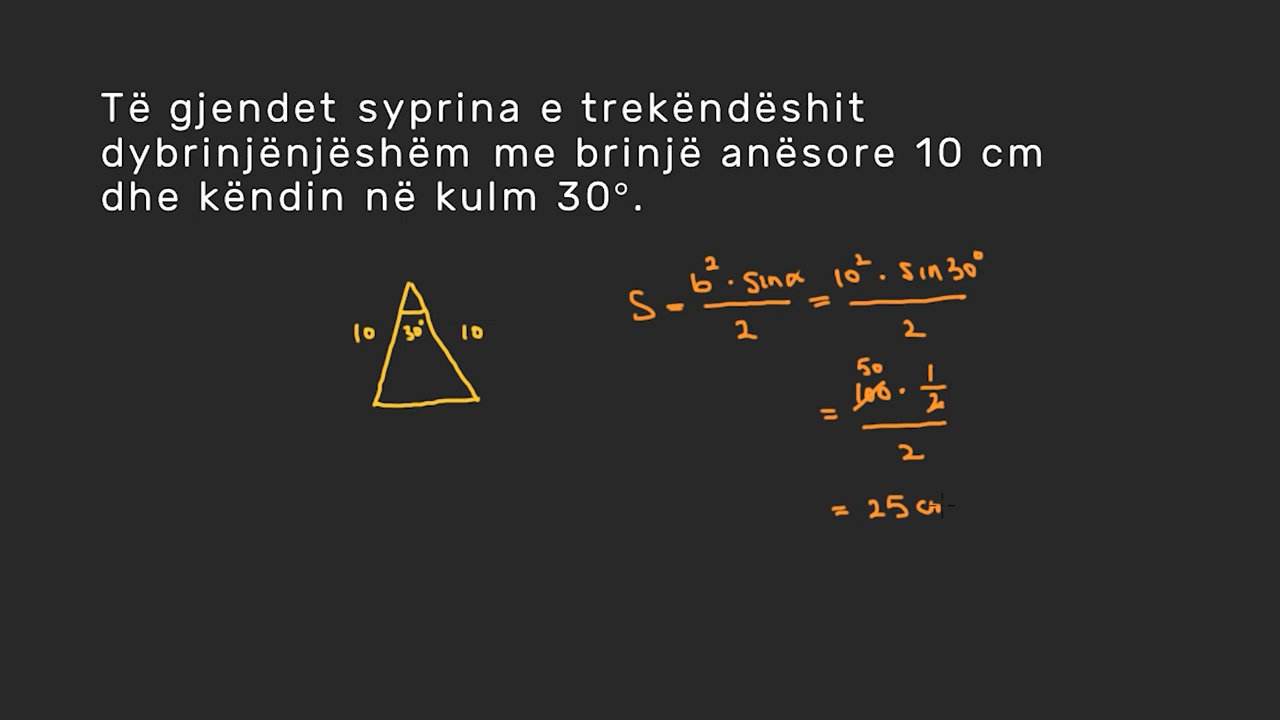 Të gjendet syprina e trekëndëshit
dybrinjënjëshëm me brinjë anësore 10 cm
dhe këndin në kulm 30°.
10 30° 10
S = b² · sinα / 2 = 10² · sin30° / 2
= 50 100 · 1/2 / 2
= 25 cm